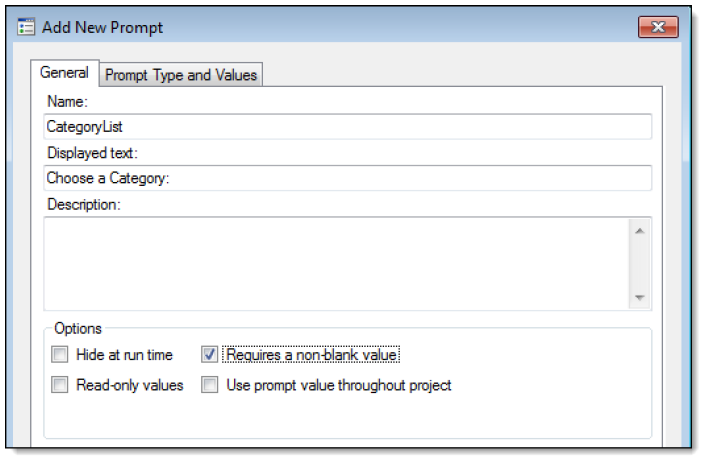 Add New Prompt
General Prompt Type and Values
Name:
CategoryList
Displayed text:
Choose a Category:
Description:
Options
Hide at run time Requires a non-blank value
Read-only values Use prompt value throughout project